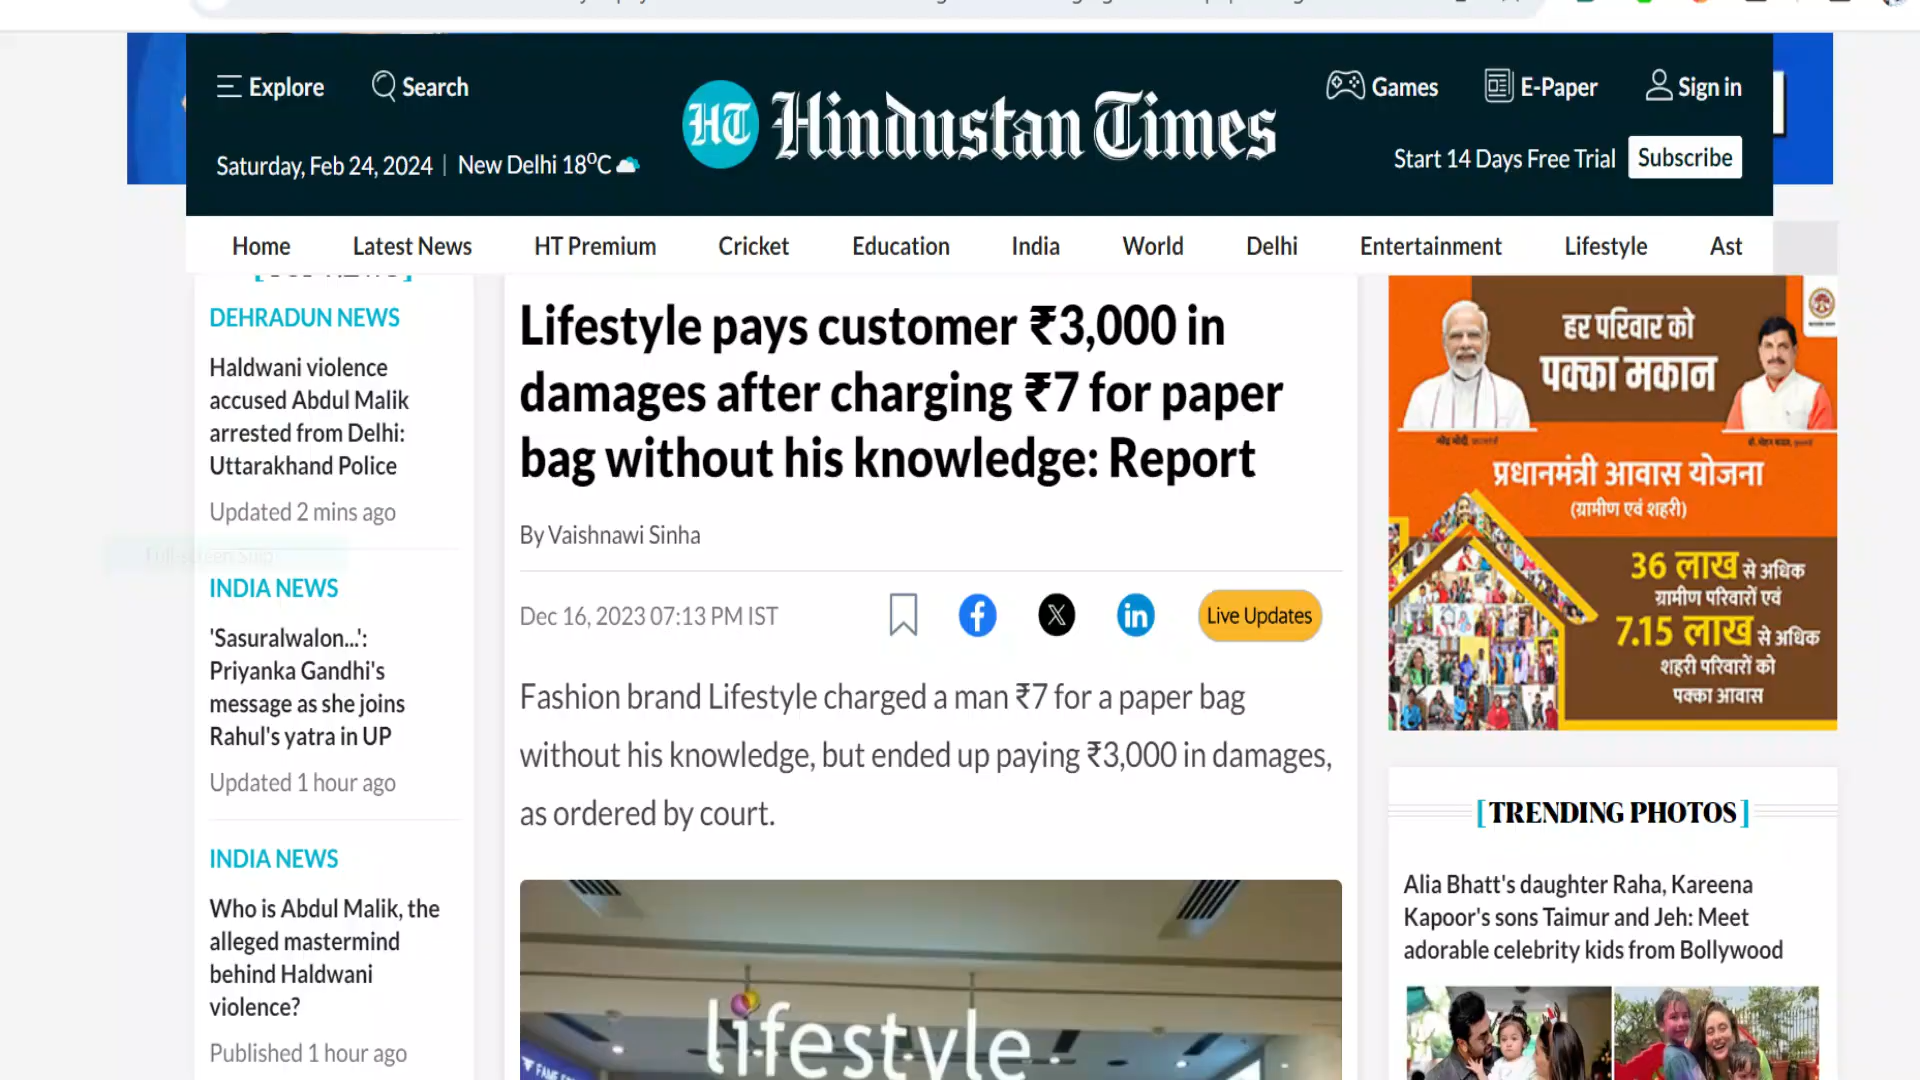 Explore
Search
HT Hindustan Times
Games
E-Paper
Sign in
Saturday, Feb 24, 2024 | New Delhi 18°C
Start 14 Days Free Trial
Subscribe
Home
Latest News
HT Premium
Cricket
Education
India
World
Delhi
Entertainment
Lifestyle
Ast
DEHRADUN NEWS
Haldwani violence
accused Abdul Malik
arrested from Delhi:
Uttarakhand Police
Updated 2 mins ago
INDIA NEWS
'Sasuralwalon...':
Priyanka Gandhi's
message as she joins
Rahul's yatra in UP
Updated 1 hour ago
INDIA NEWS
Who is Abdul Malik, the
alleged mastermind
behind Haldwani
violence?
Published 1 hour ago
Lifestyle pays customer ₹3,000 in
damages after charging ₹7 for paper
bag without his knowledge: Report
By Vaishnawi Sinha
Dec 16, 2023 07:13 PM IST
Live Updates
Fashion brand Lifestyle charged a man ₹7 for a paper bag
without his knowledge, but ended up paying ₹3,000 in damages,
as ordered by court.
lifestyle
हर परिवार को
पक्का मकान
प्रधानमंत्री आवास योजना
(ग्रामीण एवं शहरी)
36 लाख से अधिक
ग्रामीण परिवारों एवं
7.15 लाख से अधिक
शहरी परिवारों को
पक्का आवास
[TRENDING PHOTOS]
Alia Bhatt's daughter Raha, Kareena
Kapoor's sons Taimur and Jeh: Meet
adorable celebrity kids from Bollywood